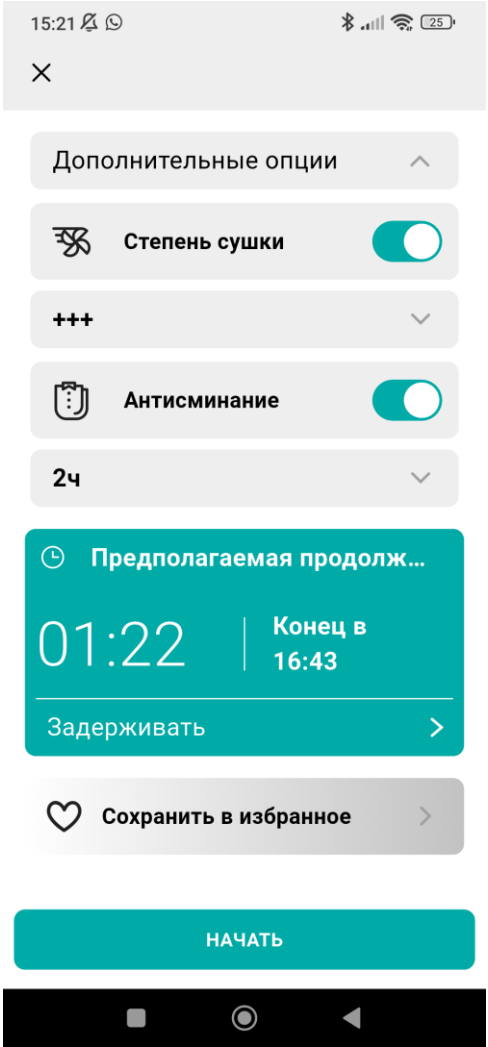 15:21
25
Дополнительные опции
Степень сушки
+++
Антисминание
2ч
Предполагаемая продолж...
01:22
Конец в
16:43
Задерживать
Сохранить в избранное
НАЧАТЬ